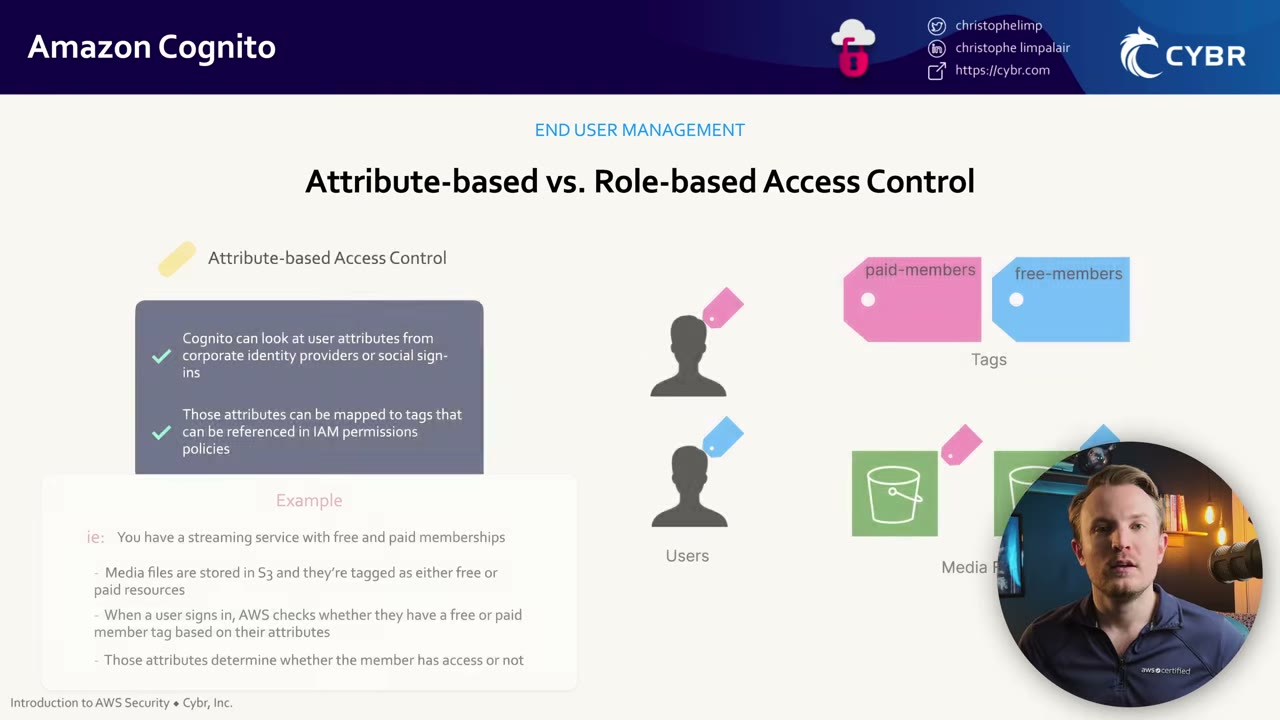 Amazon Cognito
christophelimp
christophe limpalair
https://cybr.com
CYBR
END USER MANAGEMENT
Attribute-based vs. Role-based Access Control
Attribute-based Access Control
Cognito can look at user attributes from
corporate identity providers or social sign-
ins
Those attributes can be mapped to tags that
can be referenced in IAM permissions
policies
Example
ie: You have a streaming service with free and paid memberships
- Media files are stored in S3 and they're tagged as either free or
paid resources
- When a user signs in, AWS checks whether they have a free or paid
member tag based on their attributes
- Those attributes determine whether the member has access or not
Users
paid-members
free-members
Tags
Media
aws certified
Introduction to AWS Security ◆ Cybr, Inc.